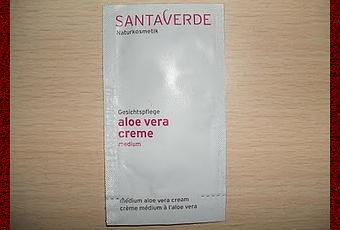 SANTAVERDE
Naturkosmetik
Gesichtspflege
aloe vera
creme
medium
medium aloe vera cream
crème médium à l'aloe vera